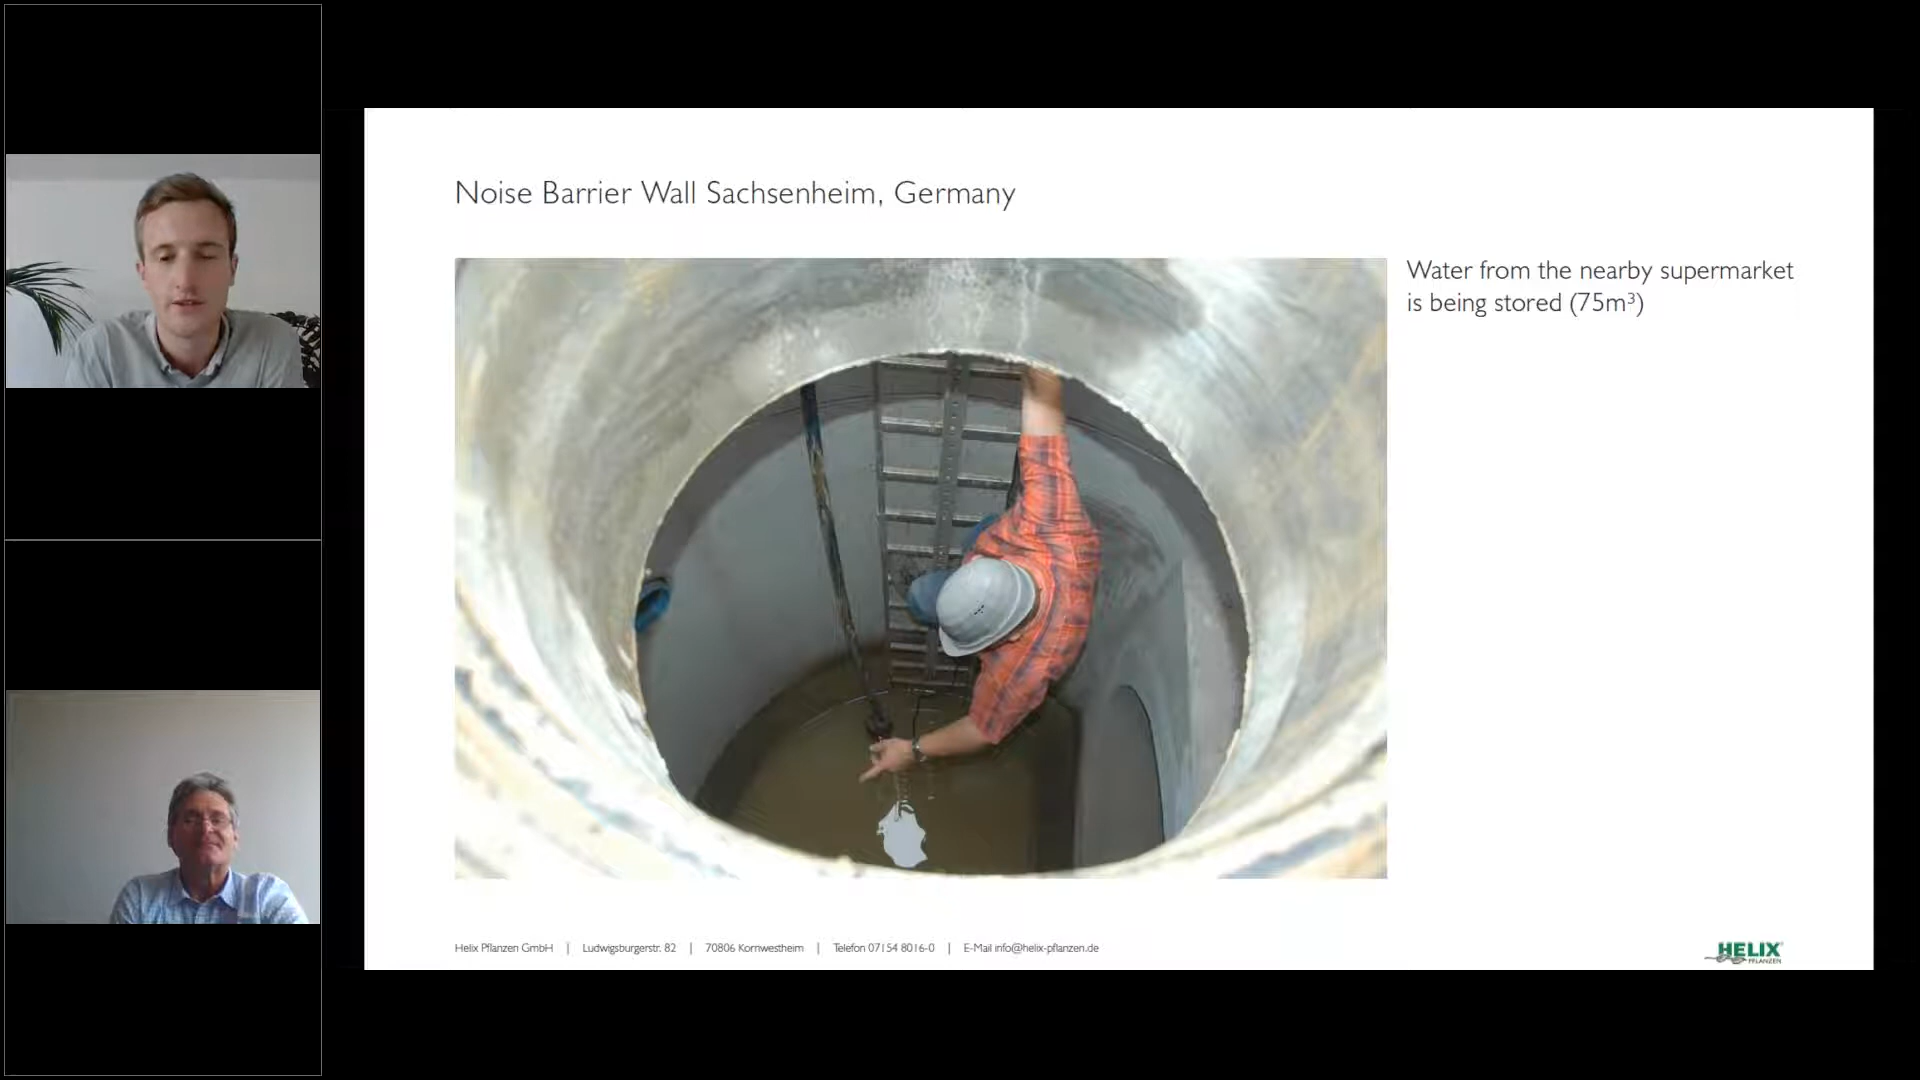 Noise Barrier Wall Sachsenheim, Germany
Water from the nearby supermarket
is being stored (75m³)
Helix Pflanzen GmbH | Ludwigsburgerstr. 82 | 70806 Kornwestheim | Telefon 07154 8016-0 | E-Mail info@helix-pflanzen.de
HELIX
PFLANZEN